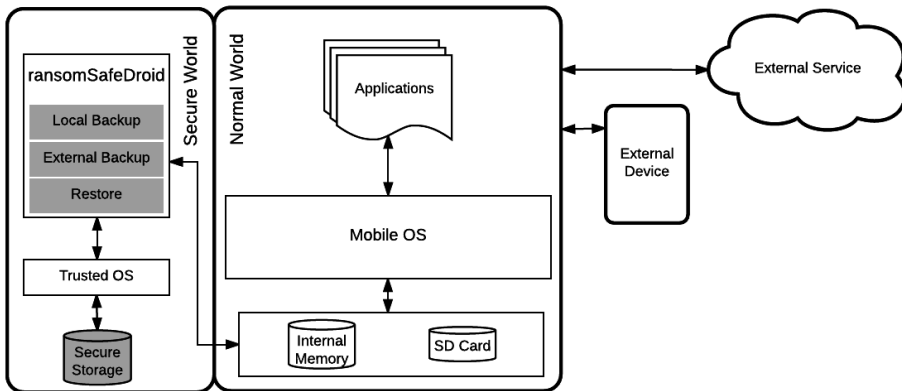 ransomSafeDroid
Local Backup
External Backup
Restore
Trusted OS
Secure
Storage
Secure World
Normal World
Applications
Mobile OS
Internal
Memory
SD Card
External Service
External
Device